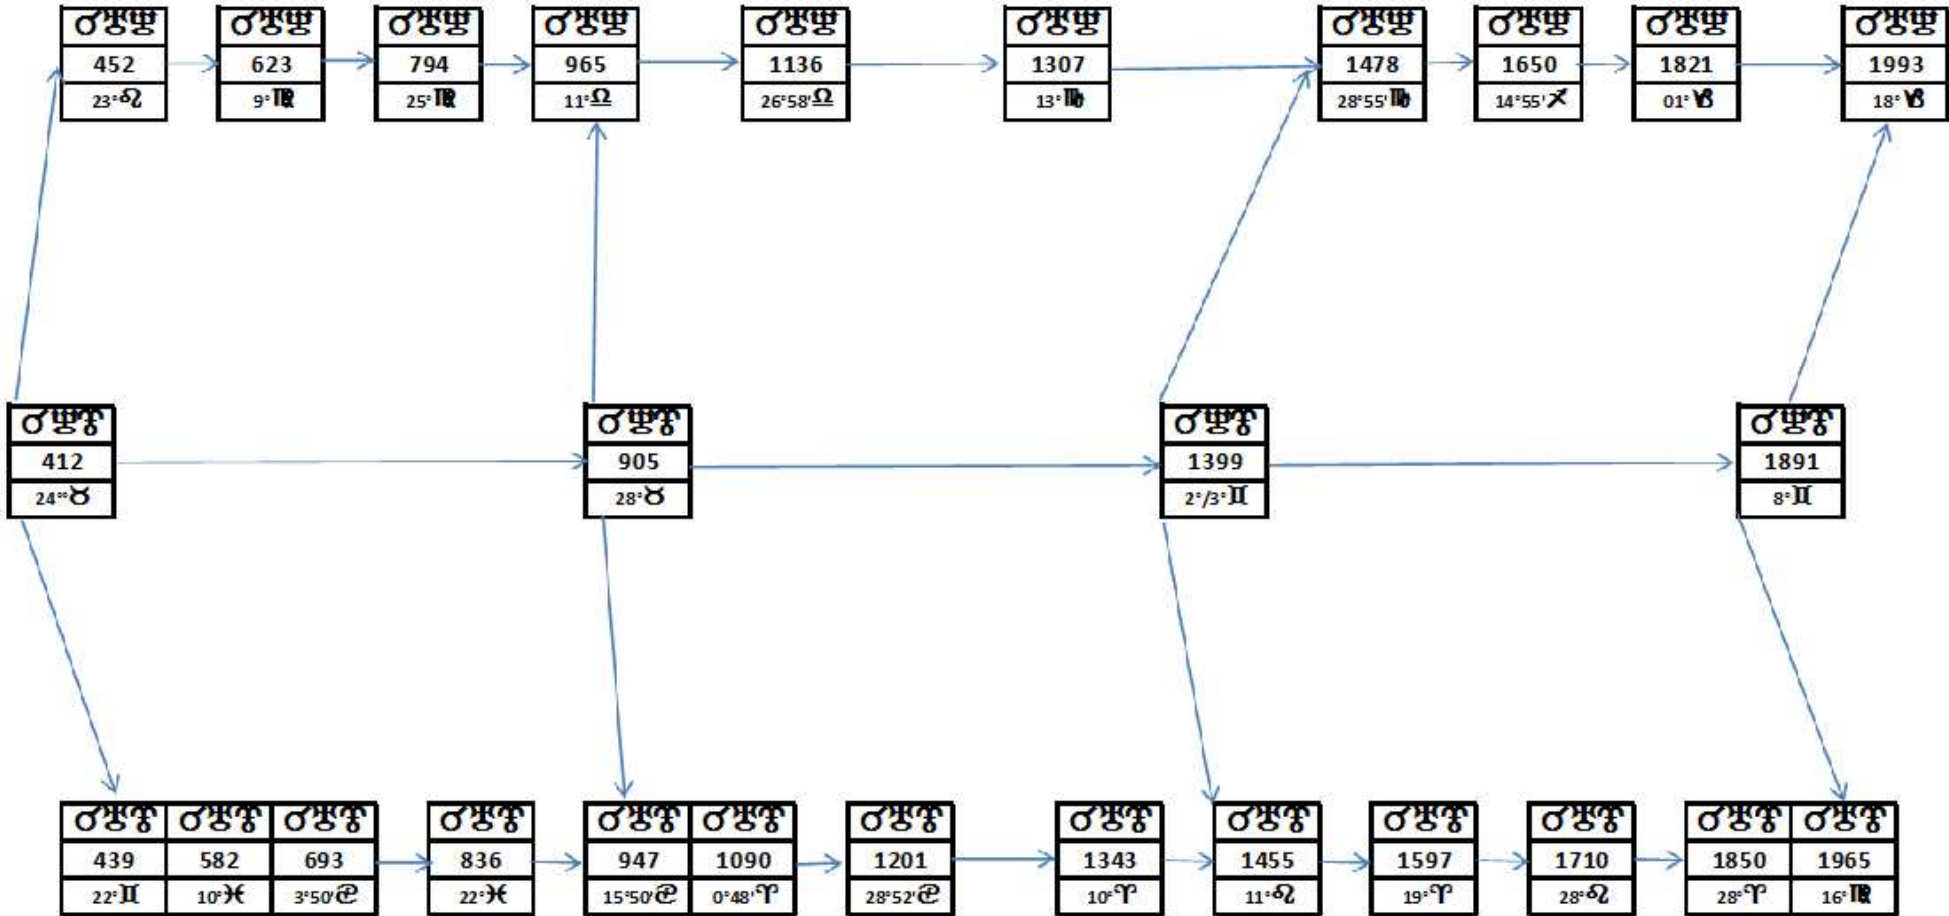 ☌♅♆ ☌♅♆ ☌♅♆ ☌♅♆ ☌♅♆ ☌♅♆ ☌♅♆ ☌♅♆ ☌♅♆ ☌♅♆
452 623 794 965 1136 1307 1478 1650 1821 1993
23°♌ 9°♍ 25°♍ 11°♎ 26°58'♎ 13°♏ 28°55'♏ 14°55'♐ 01°♑ 18°♑
☌♆♇ ☌♆♇ ☌♆♇ ☌♆♇
412 905 1399 1891
24°°♉ 28°♉ 2°/3°♊ 8°♊
☌♅♇ ☌♅♇ ☌♅♇ ☌♅♇ ☌♅♇ ☌♅♇ ☌♅♇ ☌♅♇ ☌♅♇ ☌♅♇ ☌♅♇ ☌♅♇ ☌♅♇
439 582 693 836 947 1090 1201 1343 1455 1597 1710 1850 1965
22°♊ 10°♓ 3°50'♋ 22°♓ 15°50'♋ 0°48'♈ 28°52'♋ 10°♈ 11°♌ 19°♈ 28°♌ 28°♈ 16°♍